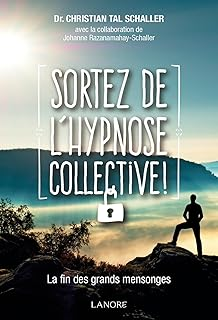 Dr. CHRISTIAN TAL SCHALLER
avec la collaboration de
Johanne Razanamahay-Schaller
SORTEZ DE
L'HYPNOSE
COLLECTIVE!
La fin des grands mensonges
LANORE